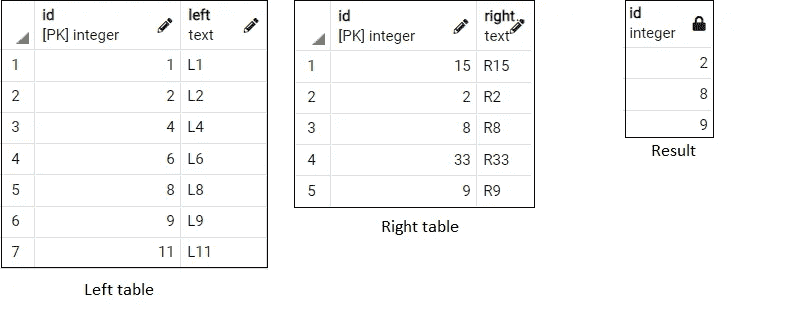 id left
[PK] integer text
1 1 L1
2 2 L2
3 4 L4
4 6 L6
5 8 L8
6 9 L9
7 11 L11
Left table
id right
[PK] integer text
1 15 R15
2 2 R2
3 8 R8
4 33 R33
5 9 R9
Right table
id
integer
2
8
9
Result